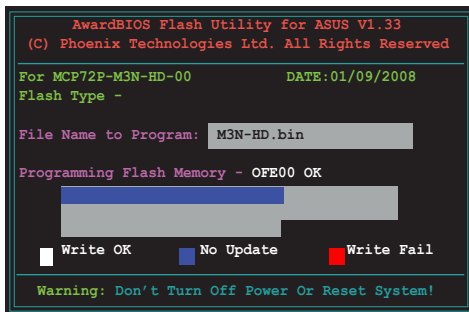 AwardBIOS Flash Utility for ASUS V1.33
(C) Phoenix Technologies Ltd. All Rights Reserved
For MCP72P-M3N-HD-00 DATE:01/09/2008
Flash Type -
File Name to Program: M3N-HD.bin
Programming Flash Memory - OFE00 OK
Write OK No Update Write Fail
Warning: Don't Turn Off Power Or Reset System!